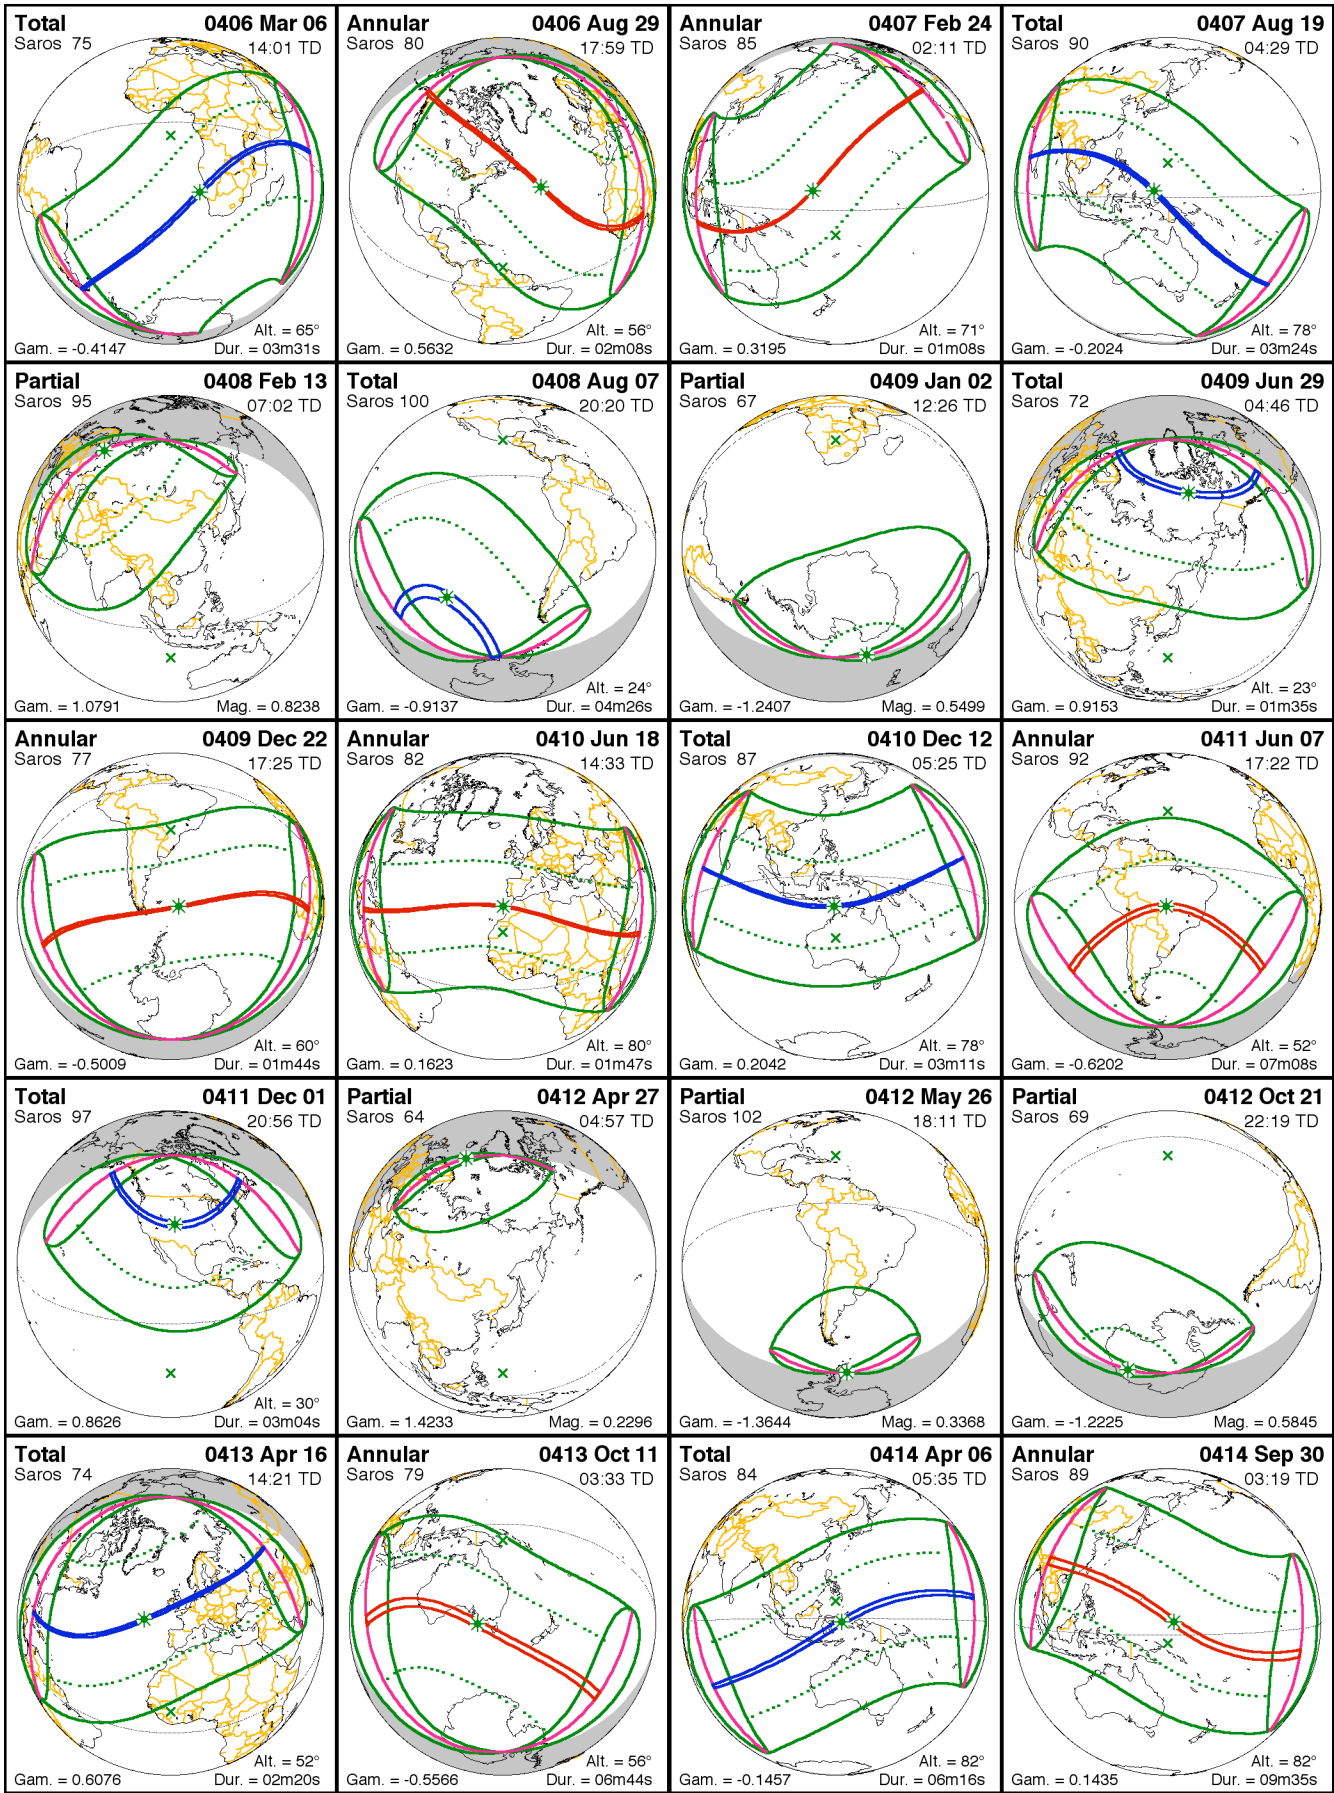 Total 0406 Mar 06
Saros 75 14:01 TD
Alt. = 65°
Gam. = -0.4147 Dur. = 03m31s
Annular 0406 Aug 29
Saros 80 17:59 TD
Alt. = 56°
Gam. = 0.5632 Dur. = 02m08s
Annular 0407 Feb 24
Saros 85 02:11 TD
Alt. = 71°
Gam. = 0.3195 Dur. = 01m08s
Total 0407 Aug 19
Saros 90 04:29 TD
Alt. = 78°
Gam. = -0.2024 Dur. = 03m24s
Partial 0408 Feb 13
Saros 95 07:02 TD
Gam. = 1.0791 Mag. = 0.8238
Total 0408 Aug 07
Saros 100 20:20 TD
Alt. = 24°
Gam. = -0.9137 Dur. = 04m26s
Partial 0409 Jan 02
Saros 67 12:26 TD
Gam. = -1.2407 Mag. = 0.5499
Total 0409 Jun 29
Saros 72 04:46 TD
Alt. = 23°
Gam. = 0.9153 Dur. = 01m35s
Annular 0409 Dec 22
Saros 77 17:25 TD
Alt. = 60°
Gam. = -0.5009 Dur. = 01m44s
Annular 0410 Jun 18
Saros 82 14:33 TD
Alt. = 80°
Gam. = 0.1623 Dur. = 01m47s
Total 0410 Dec 12
Saros 87 05:25 TD
Alt. = 78°
Gam. = 0.2042 Dur. = 03m11s
Annular 0411 Jun 07
Saros 92 17:22 TD
Alt. = 52°
Gam. = -0.6202 Dur. = 07m08s
Total 0411 Dec 01
Saros 97 20:56 TD
Alt. = 30°
Gam. = 0.8626 Dur. = 03m04s
Partial 0412 Apr 27
Saros 64 04:57 TD
Gam. = 1.4233 Mag. = 0.2296
Partial 0412 May 26
Saros 102 18:11 TD
Gam. = -1.3644 Mag. = 0.3368
Partial 0412 Oct 21
Saros 69 22:19 TD
Gam. = -1.2225 Mag. = 0.5845
Total 0413 Apr 16
Saros 74 14:21 TD
Alt. = 52°
Gam. = 0.6076 Dur. = 02m20s
Annular 0413 Oct 11
Saros 79 03:33 TD
Alt. = 56°
Gam. = -0.5566 Dur. = 06m44s
Total 0414 Apr 06
Saros 84 05:35 TD
Alt. = 82°
Gam. = -0.1457 Dur. = 06m16s
Annular 0414 Sep 30
Saros 89 03:19 TD
Alt. = 82°
Gam. = 0.1435 Dur. = 09m35s